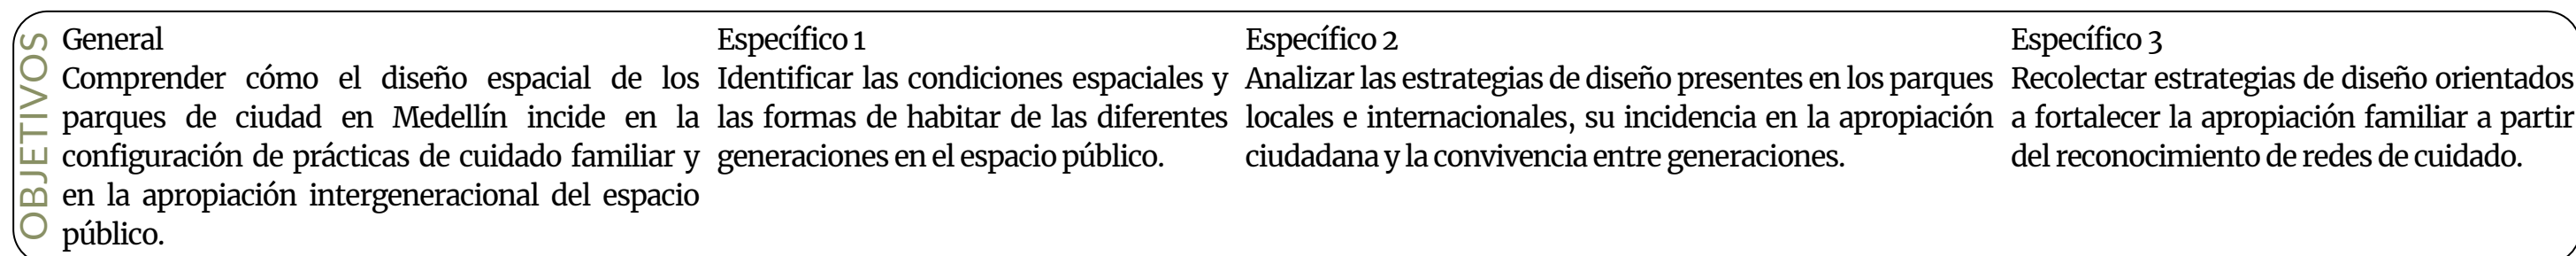 OBJETIVOS
General
Comprender cómo el diseño espacial de los
parques de ciudad en Medellín incide en la
configuración de prácticas de cuidado familiar y
en la apropiación intergeneracional del espacio
público.
Específico 1
Identificar las condiciones espaciales y
las formas de habitar de las diferentes
generaciones en el espacio público.
Específico 2
Analizar las estrategias de diseño presentes en los parques
locales e internacionales, su incidencia en la apropiación
ciudadana y la convivencia entre generaciones.
Específico 3
Recolectar estrategias de diseño orientados
a fortalecer la apropiación familiar a partir
del reconocimiento de redes de cuidado.